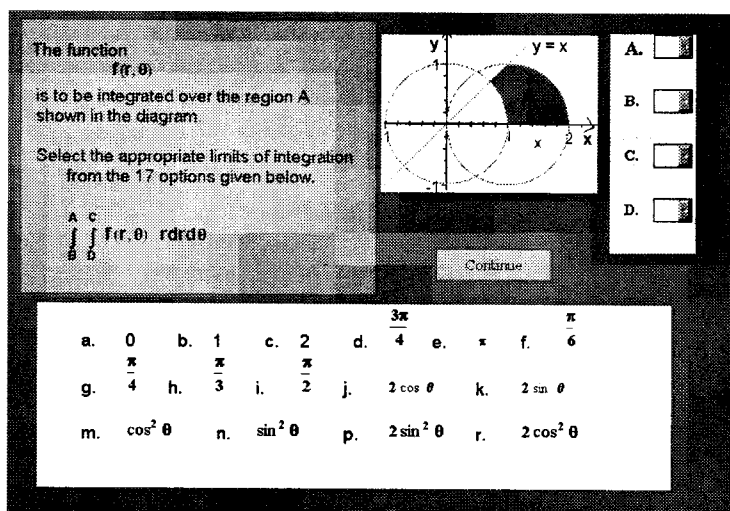 The function
f(r, θ)
is to be integrated over the region A
shown in the diagram
Select the appropriate limits of integration
from the 17 options given below.
A C
∫ ∫ f(r, θ) rdrdθ
B D
y
y = x
1
1 1 x 2 x
-1
A.
B.
C.
D.
Continue
a. 0 b. 1 c. 2 d. 3π/4 e. π f. π/6
g. π/4 h. π/3 i. π/2 j. 2 cos θ k. 2 sin θ
m. cos² θ n. sin² θ p. 2 sin² θ r. 2 cos² θ